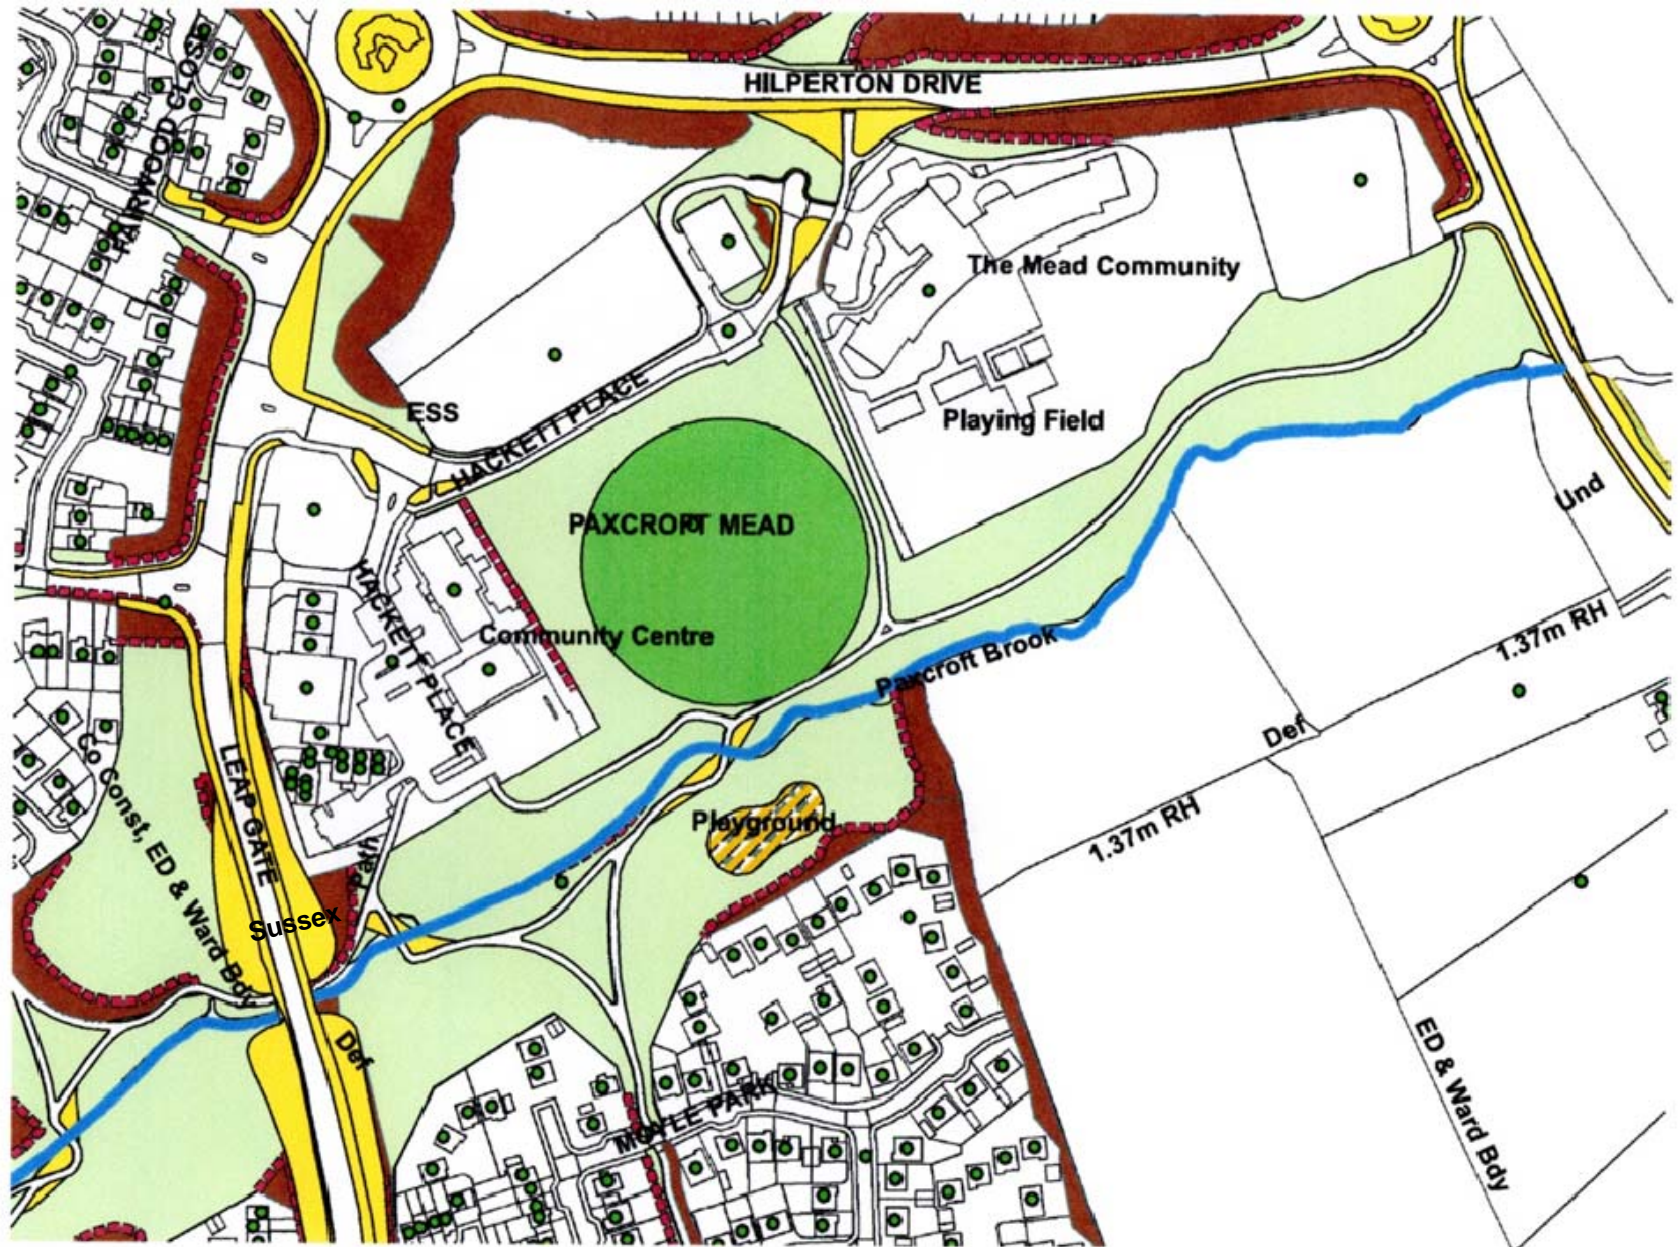 HILPERTON DRIVE
FAIRWOOD CLOSE
The Mead Community
ESS
HACKETT PLACE
Playing Field
Und
PAXCROFT MEAD
HACKETT PLACE
Community Centre
Paxcroft Brook
1.37m RH
Def
LEAP GATE
Co Const, ED & Ward Bdy
Playground
1.37m RH
Path
Sussex
Def
MOYLE PARK
ED & Ward Bdy